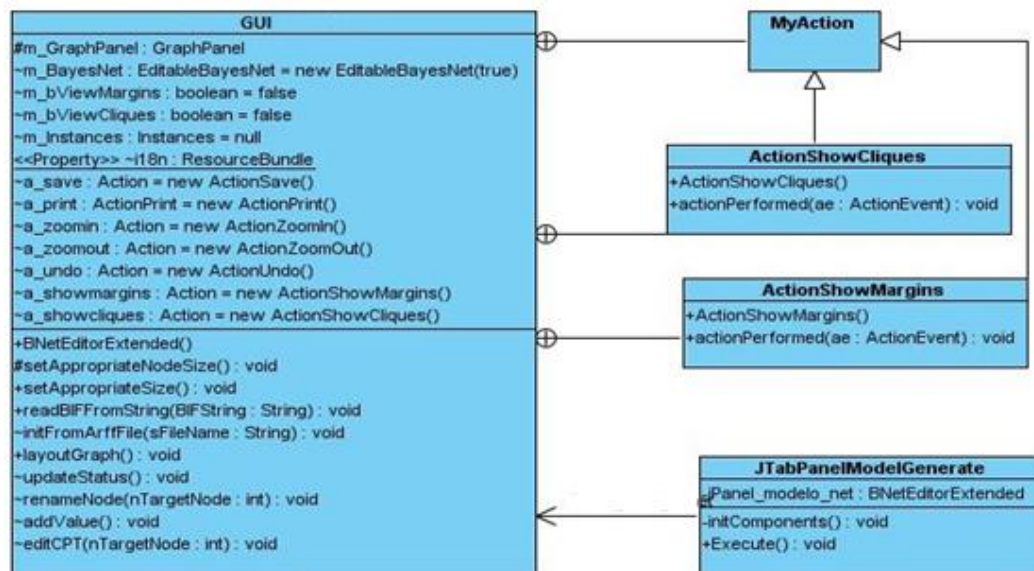 GUI
#m_GraphPanel : GraphPanel
~m_BayesNet : EditableBayesNet = new EditableBayesNet(true)
~m_bViewMargins : boolean = false
~m_bViewCliques : boolean = false
~m_Instances : Instances = null
<<Property>> ~i18n : ResourceBundle
~a_save : Action = new ActionSave()
~a_print : ActionPrint = new ActionPrint()
~a_zoomin : Action = new ActionZoomIn()
~a_zoomout : Action = new ActionZoomOut()
~a_undo : Action = new ActionUndo()
~a_showmargins : Action = new ActionShowMargins()
~a_showcliques : Action = new ActionShowCliques()
+BNetEditorExtended()
#setAppropriateNodeSize() : void
+setAppropriateSize() : void
+readBIFFromString(BIFString : String) : void
~initFromArffFile(sFileName : String) : void
+layoutGraph() : void
~updateStatus() : void
~renameNode(nTargetNode : int) : void
~addValue() : void
~editCPT(nTargetNode : int) : void
MyAction
ActionShowCliques
+ActionShowCliques()
+actionPerformed(ae : ActionEvent) : void
ActionShowMargins
+ActionShowMargins()
+actionPerformed(ae : ActionEvent) : void
JTabPanelModelGenerate
-jPanel_modelo_net : BNetEditorExtended
-initComponents() : void
+Execute() : void